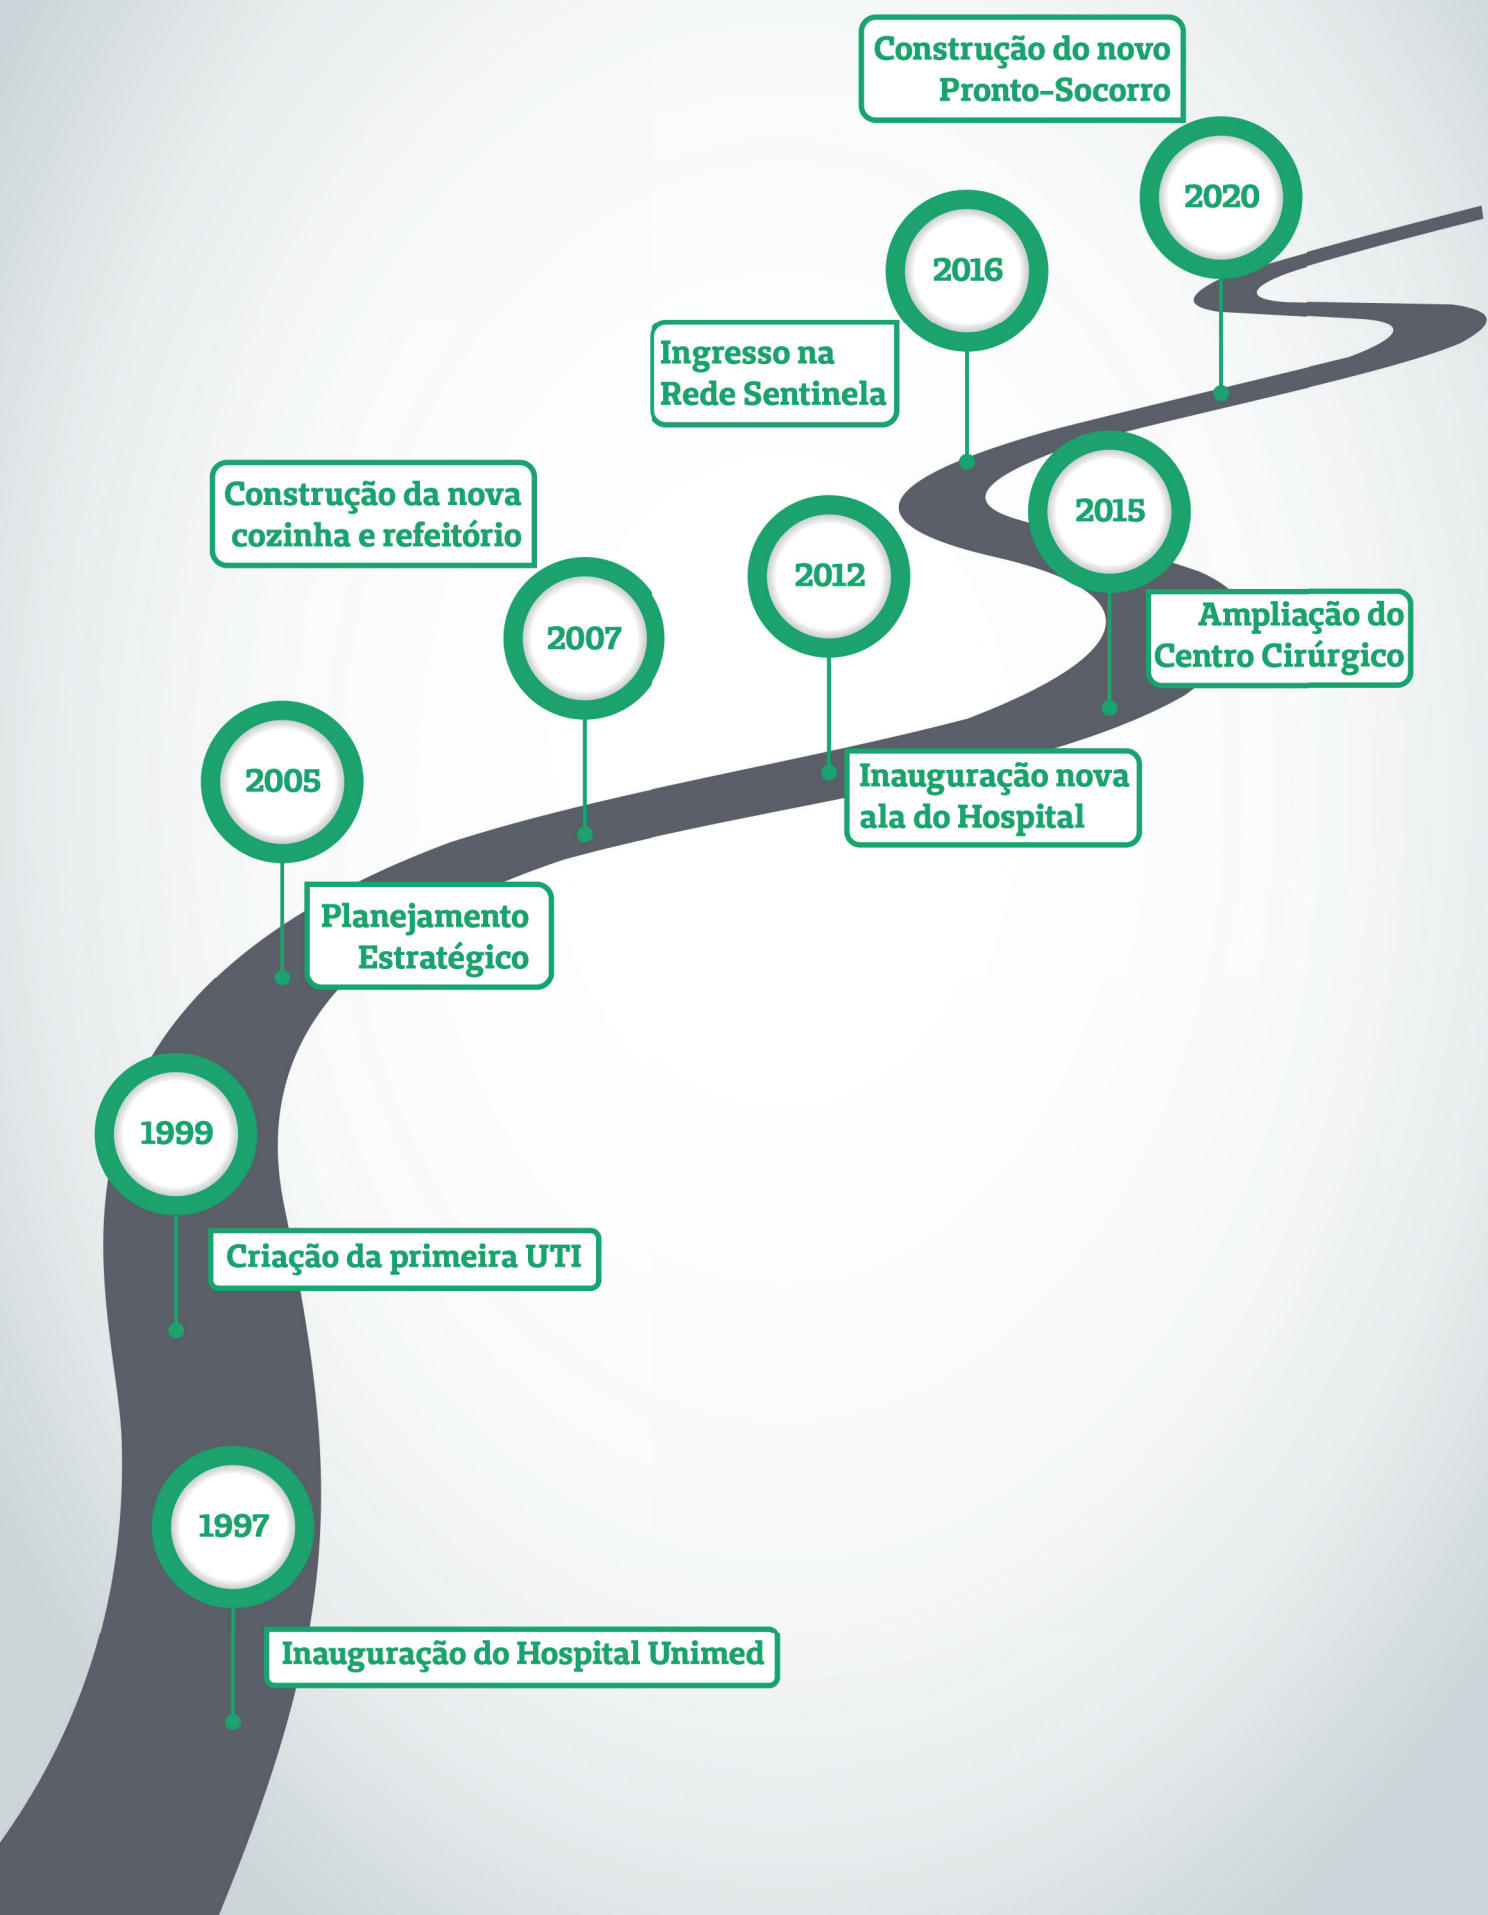 Construção do novo
Pronto-Socorro
2020
2016
Ingresso na
Rede Sentinela
2015
Ampliação do
Centro Cirúrgico
Construção da nova
cozinha e refeitório
2007
2012
Inauguração nova
ala do Hospital
2005
Planejamento
Estratégico
1999
Criação da primeira UTI
1997
Inauguração do Hospital Unimed